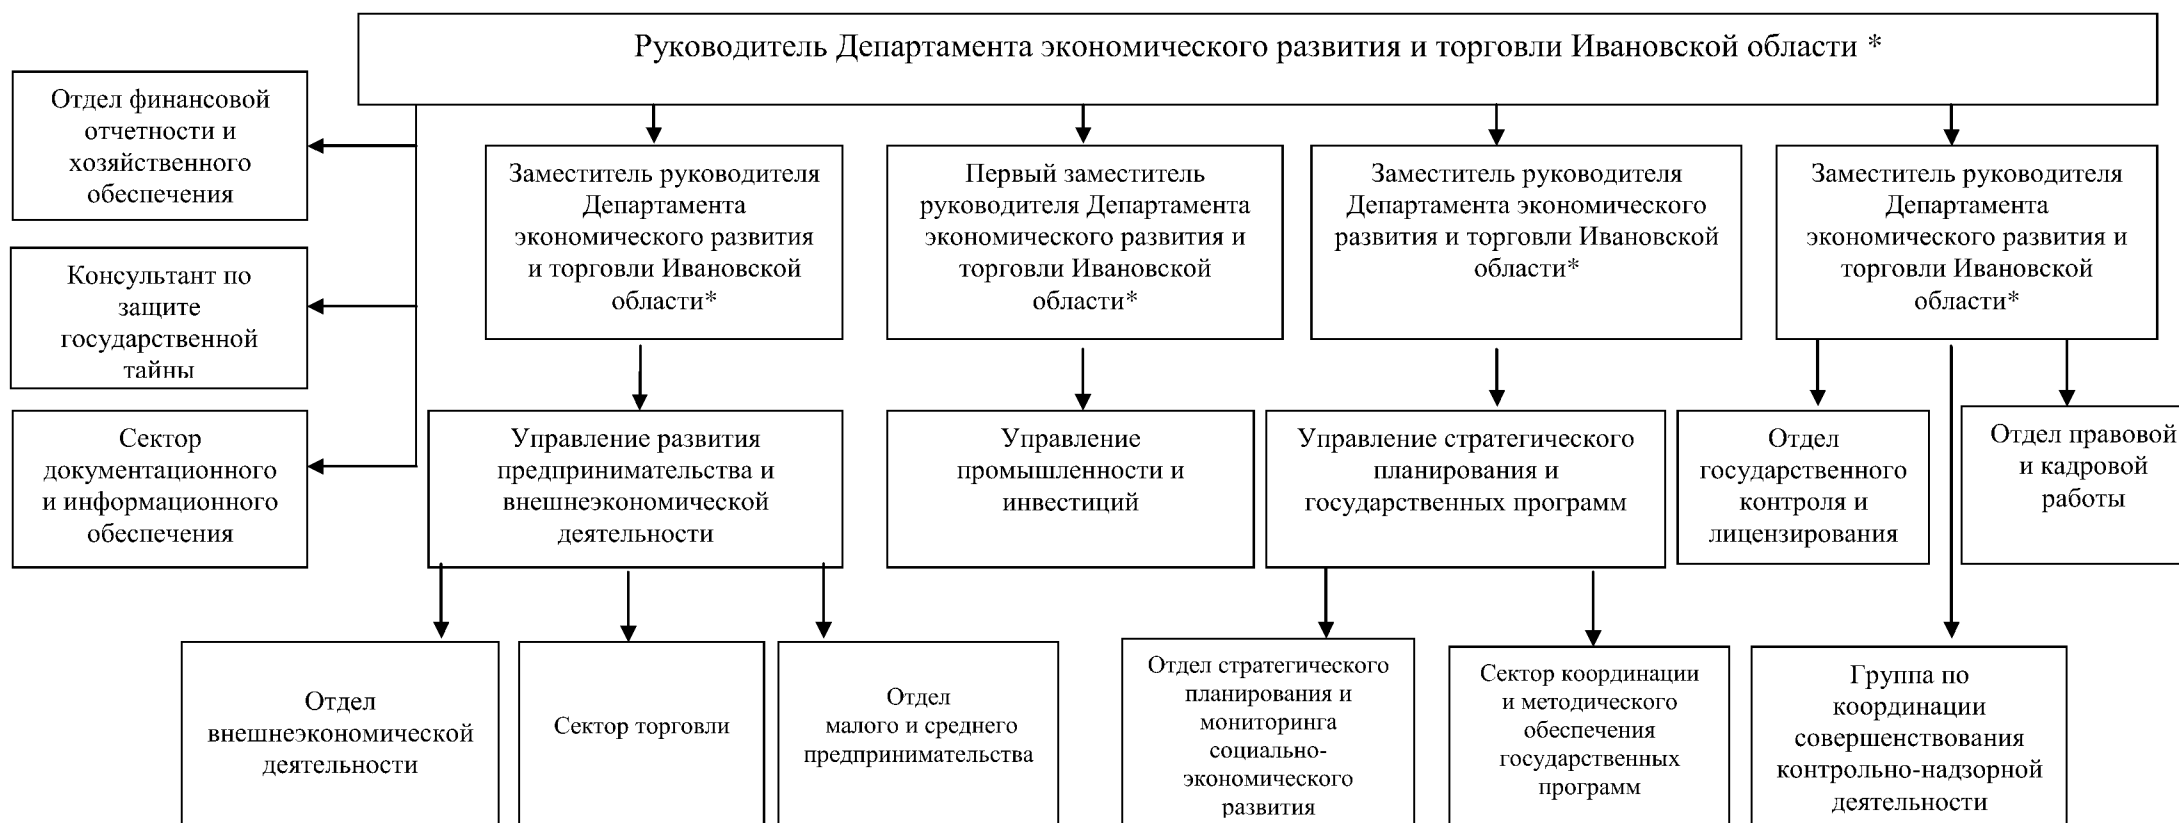 Руководитель Департамента экономического развития и торговли Ивановской области *
Отдел финансовой
отчетности и
хозяйственного
обеспечения
Консультант по
защите
государственной
тайны
Сектор
документационного
и информационного
обеспечения
Заместитель руководителя
Департамента
экономического развития
и торговли Ивановской
области*
Первый заместитель
руководителя Департамента
экономического развития и
торговли Ивановской
области*
Заместитель руководителя
Департамента экономического
развития и торговли Ивановской
области*
Заместитель руководителя
Департамента
экономического развития и
торговли Ивановской
области*
Управление развития
предпринимательства и
внешнеэкономической
деятельности
Управление
промышленности и
инвестиций
Управление стратегического
планирования и
государственных программ
Отдел
государственного
контроля и
лицензирования
Отдел правовой
и кадровой
работы
Отдел
внешнеэкономической
деятельности
Сектор торговли
Отдел
малого и среднего
предпринимательства
Отдел стратегического
планирования и
мониторинга
социально-
экономического
развития
Сектор координации
и методического
обеспечения
государственных
программ
Группа по
координации
совершенствования
контрольно-надзорной
деятельности